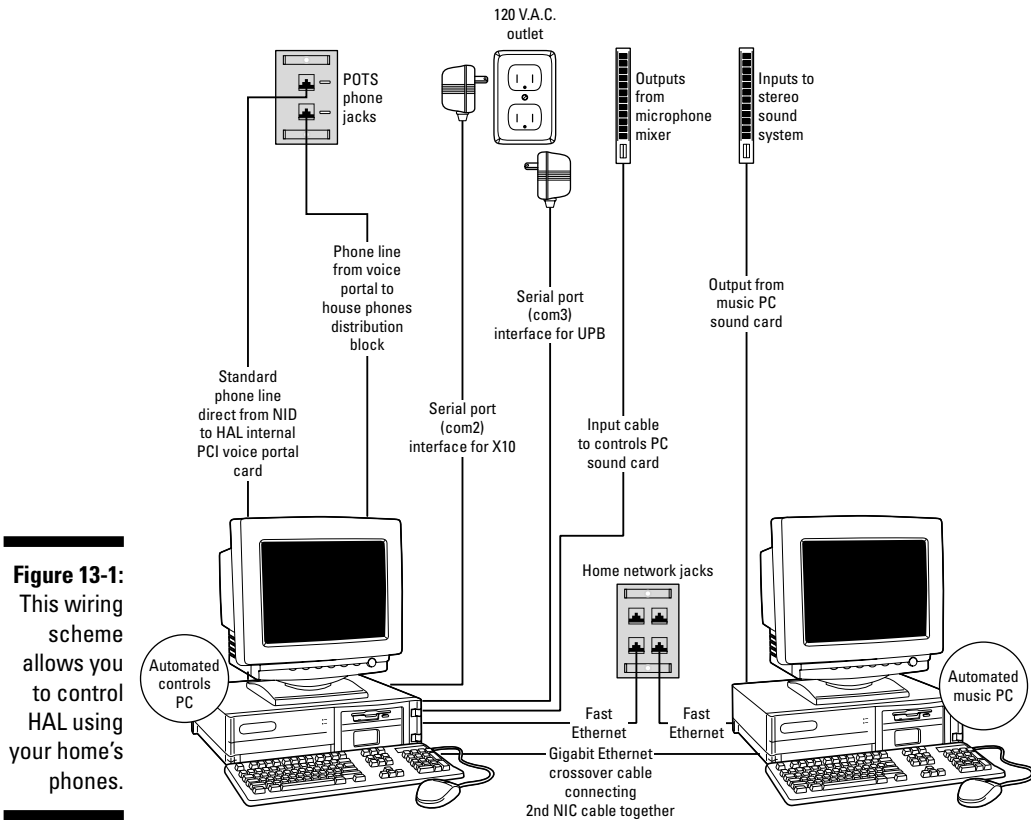 120 V.A.C.
outlet
POTS
phone
jacks
Outputs
from
microphone
mixer
Inputs to
stereo
sound
system
Phone line
from voice
portal to
house phones
distribution
block
Serial port
(com3)
interface for UPB
Output from
music PC
sound card
Standard
phone line
direct from NID
to HAL internal
PCI voice portal
card
Serial port
(com2)
interface for X10
Input cable
to controls PC
sound card
Figure 13-1:
This wiring
scheme
allows you
to control
HAL using
your home's
phones.
Home network jacks
Automated
controls
PC
Automated
music PC
Fast
Ethernet
Fast
Ethernet
Gigabit Ethernet
crossover cable
connecting
2nd NIC cable together